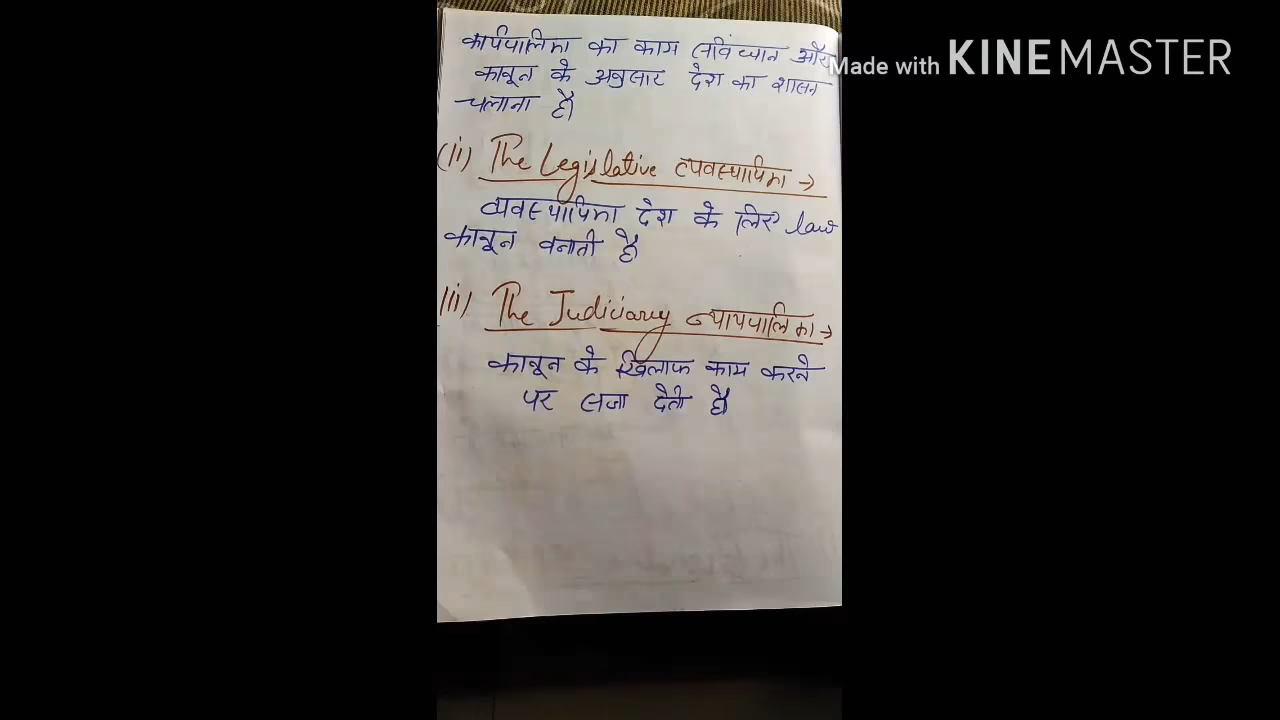 कार्यपालिका का काम संविधान और
कानून के अनुसार देश का शासन
चलाना है।
(ii) The Legislative व्यवस्थापिका →
व्यवस्थापिका देश के लिए law
कानून बनाती है
(iii) The Judiciary न्यायपालिका →
कानून के खिलाफ काम करने
पर सजा देती है
Made with KINEMASTER